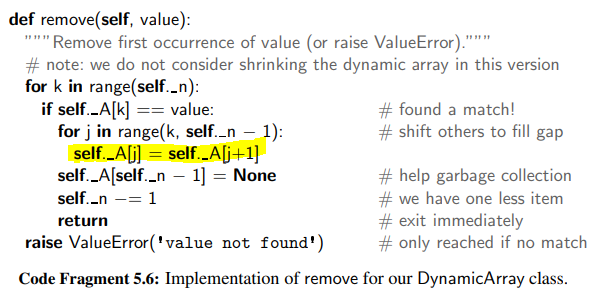 def remove(self, value):
"""Remove first occurrence of value (or raise ValueError)."""
# note: we do not consider shrinking the dynamic array in this version
for k in range(self._n):
if self._A[k] == value: # found a match!
for j in range(k, self._n − 1): # shift others to fill gap
self._A[j] = self._A[j+1]
self._A[self._n − 1] = None # help garbage collection
self._n −= 1 # we have one less item
return # exit immediately
raise ValueError('value not found') # only reached if no match
Code Fragment 5.6: Implementation of remove for our DynamicArray class.